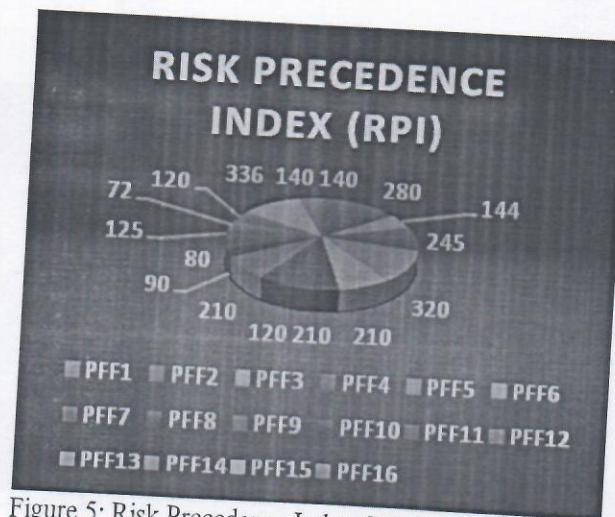 RISK PRECEDENCE
INDEX (RPI)
72 120 336 140 140 280
125 144
80 245
90 320
210 120 210 210
PFF1 PFF2 PFF3 PFF4 PFF5 PFF6
PFF7 PFF8 PFF9 PFF10 PFF11 PFF12
PFF13 PFF14 PFF15 PFF16
Figure 5: Risk Precedence